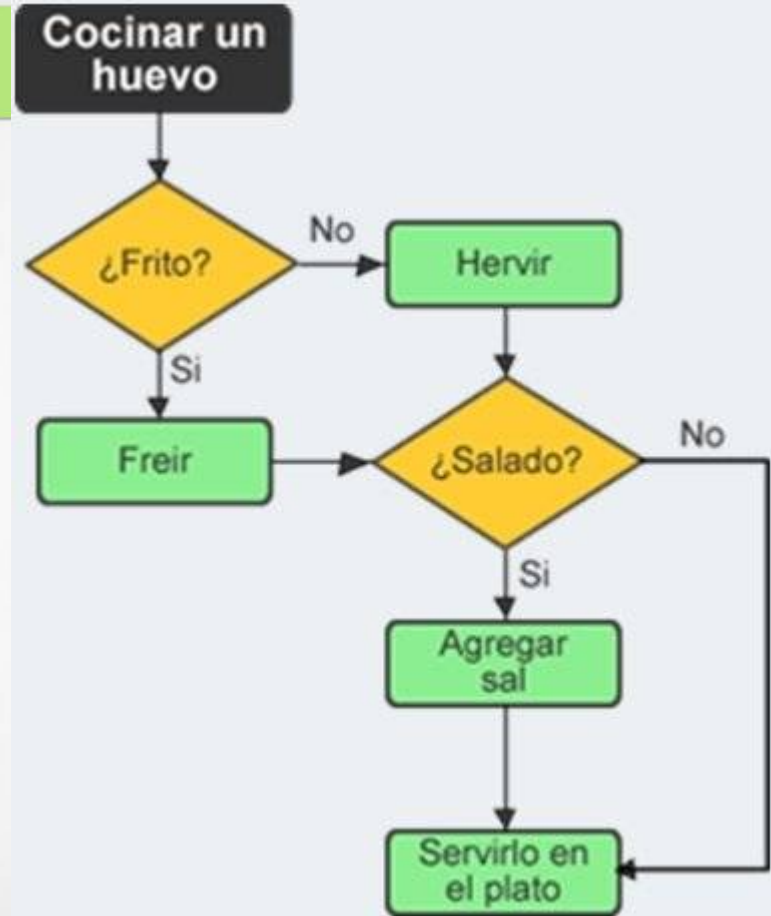 Cocinar un
huevo
¿Frito?
No
Hervir
Si
Freir
¿Salado?
No
Si
Agregar
sal
Servirlo en
el plato